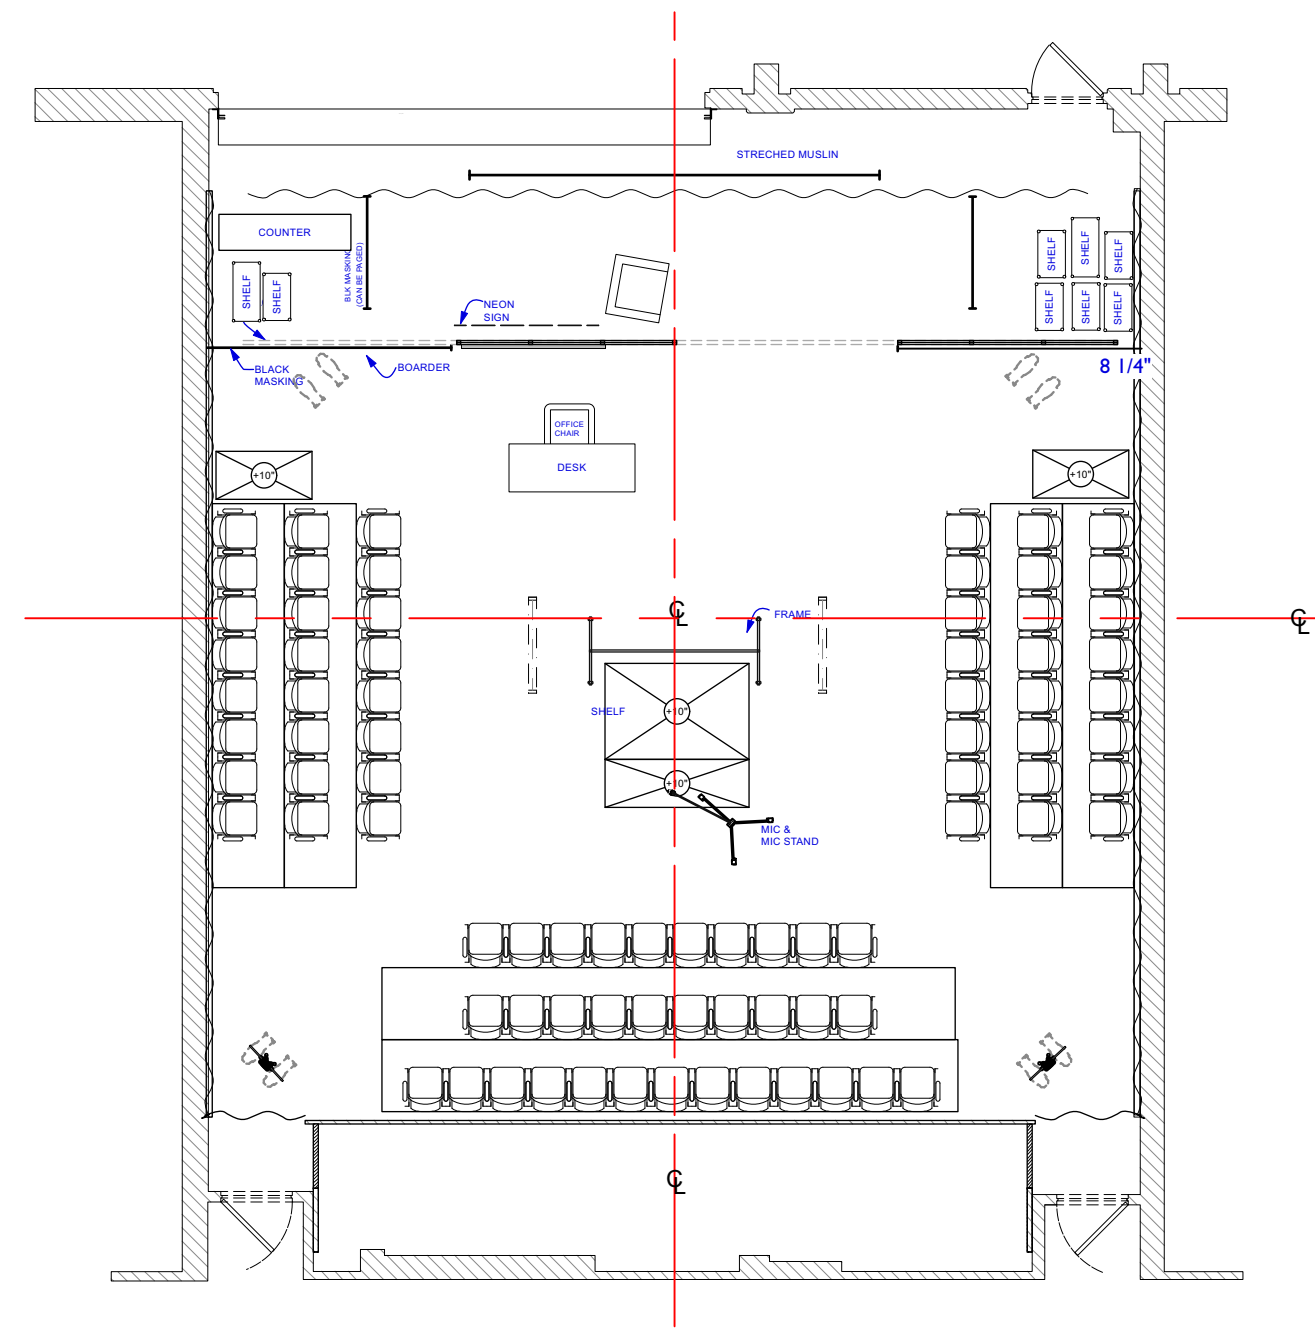 STRECHED MUSLIN
COUNTER
BLK MASKING
(CAN BE PAGED)
SHELF
SHELF
SHELF
SHELF
SHELF
SHELF
SHELF
SHELF
NEON
SIGN
BLACK
MASKING
BOARDER
8 1/4"
OFFICE
CHAIR
DESK
+10"
+10"
℄
FRAME
℄
SHELF
+10"
+10"
MIC &
MIC STAND
℄